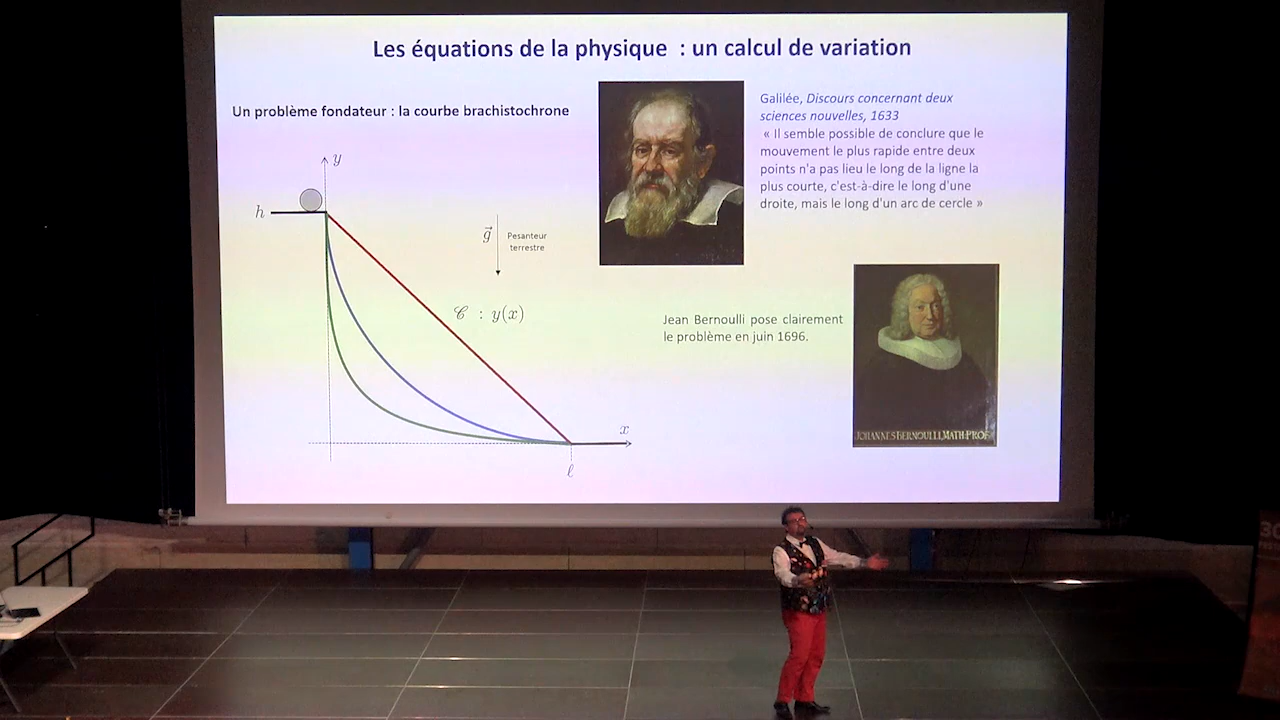 Les équations de la physique : un calcul de variation
Un problème fondateur : la courbe brachistochrone
Galilée, Discours concernant deux
sciences nouvelles, 1633
« Il semble possible de conclure que le
mouvement le plus rapide entre deux
points n'a pas lieu le long de la ligne la
plus courte, c'est-à-dire le long d'une
droite, mais le long d'un arc de cercle »
y
h
g⃗
Pesanteur
terrestre
𝒞 : y(x)
x
ℓ
Jean Bernoulli pose clairement
le problème en juin 1696.
JOHANNES BERNOULLI, MATH. PROF.
30